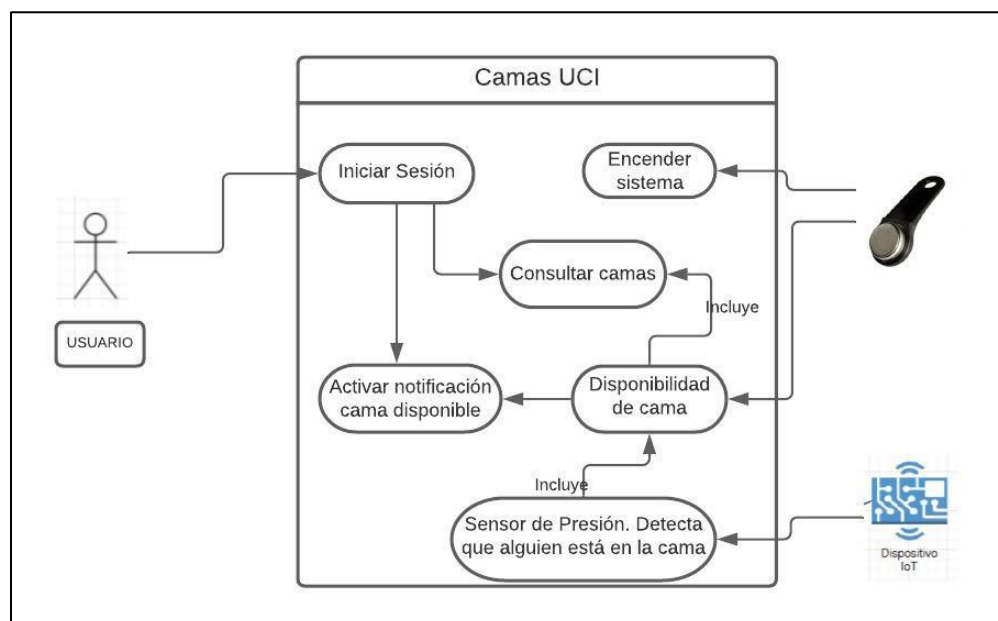 Camas UCI
Iniciar Sesión
Encender
sistema
Consultar camas
Incluye
USUARIO
Activar notificación
cama disponible
Disponibilidad
de cama
Incluye
Sensor de Presión. Detecta
que alguien está en la cama
Dispositivo
IoT